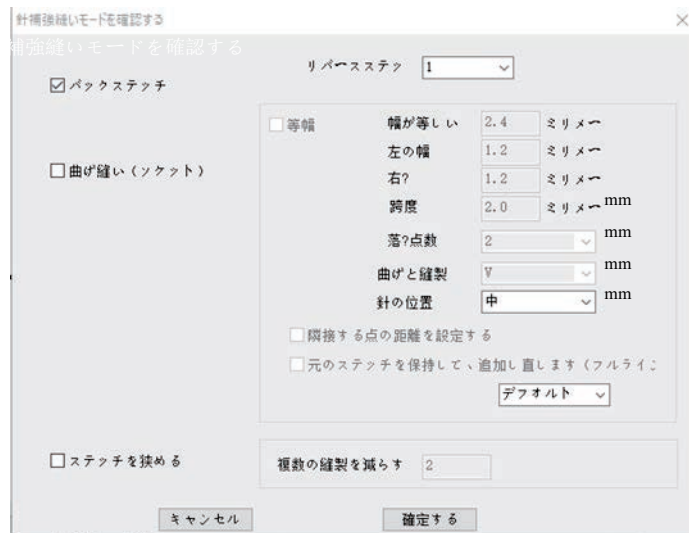 針補強縫いモードを確認する
補強縫いモードを確認する
リバースステッ 1
バックステッチ
等幅 幅が等しい 2.4 ミリメー
左の幅 1.2 ミリメー
曲げ縫い(ソケット) 右? 1.2 ミリメー
跨度 2.0 ミリメー mm
落?点数 2 mm
曲げと縫製 V mm
針の位置 中 mm
隣接する点の距離を設定する
元のステッチを保持して、追加し直します(フルライン
デフォルト
ステッチを狭める 複数の縫製を減らす 2
キャンセル 確定する